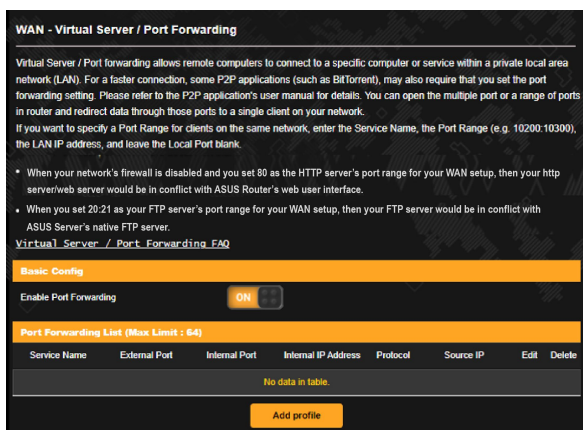 WAN - Virtual Server / Port Forwarding
Virtual Server / Port forwarding allows remote computers to connect to a specific computer or service within a private local area
network (LAN). For a faster connection, some P2P applications (such as BitTorrent), may also require that you set the port
forwarding setting. Please refer to the P2P application's user manual for details. You can open the multiple port or a range of ports
in router and redirect data through those ports to a single client on your network.
If you want to specify a Port Range for clients on the same network, enter the Service Name, the Port Range (e.g. 10200:10300),
the LAN IP address, and leave the Local Port blank.
• When your network's firewall is disabled and you set 80 as the HTTP server's port range for your WAN setup, then your http
server/web server would be in conflict with ASUS Router's web user interface.
• When you set 20:21 as your FTP server's port range for your WAN setup, then your FTP server would be in conflict with
ASUS Server's native FTP server.
Virtual Server / Port Forwarding FAQ
Basic Config
Enable Port Forwarding ON
Port Forwarding List (Max Limit : 64)
Service Name External Port Internal Port Internal IP Address Protocol Source IP Edit Delete
No data in table.
Add profile